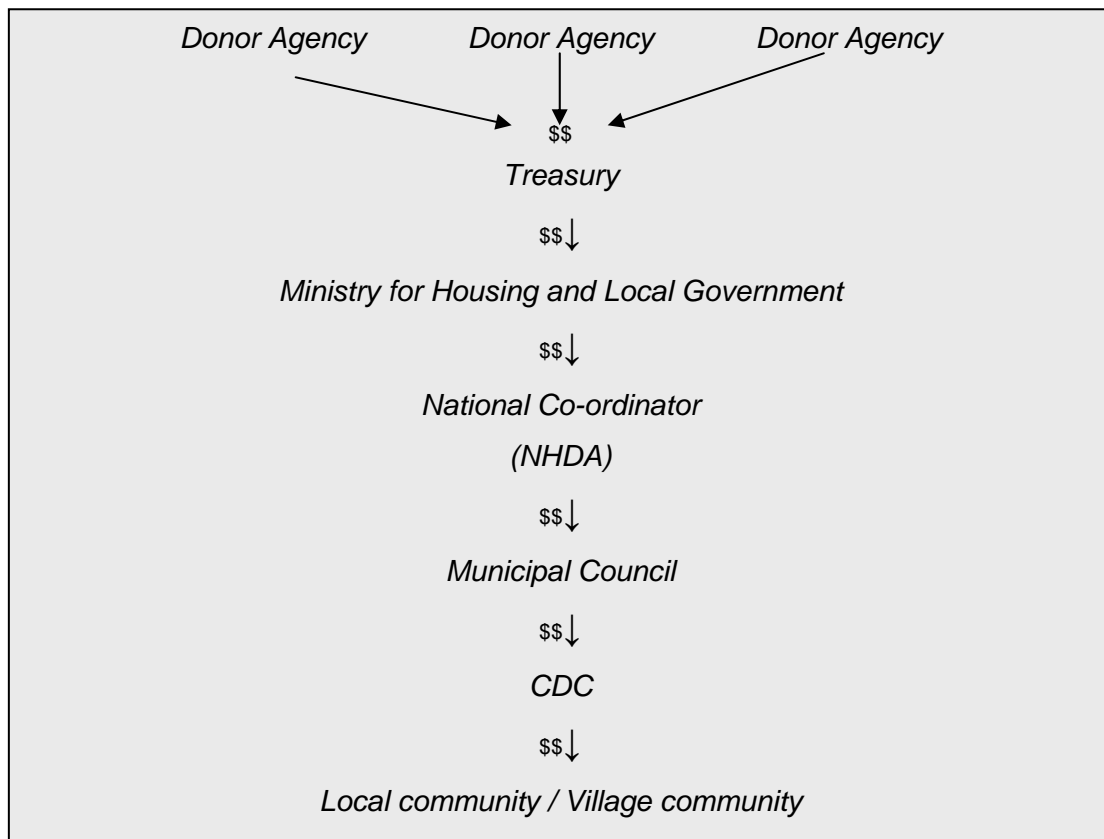 Donor Agency Donor Agency Donor Agency
$$
Treasury
$$↓
Ministry for Housing and Local Government
$$↓
National Co-ordinator
(NHDA)
$$↓
Municipal Council
$$↓
CDC
$$↓
Local community / Village community